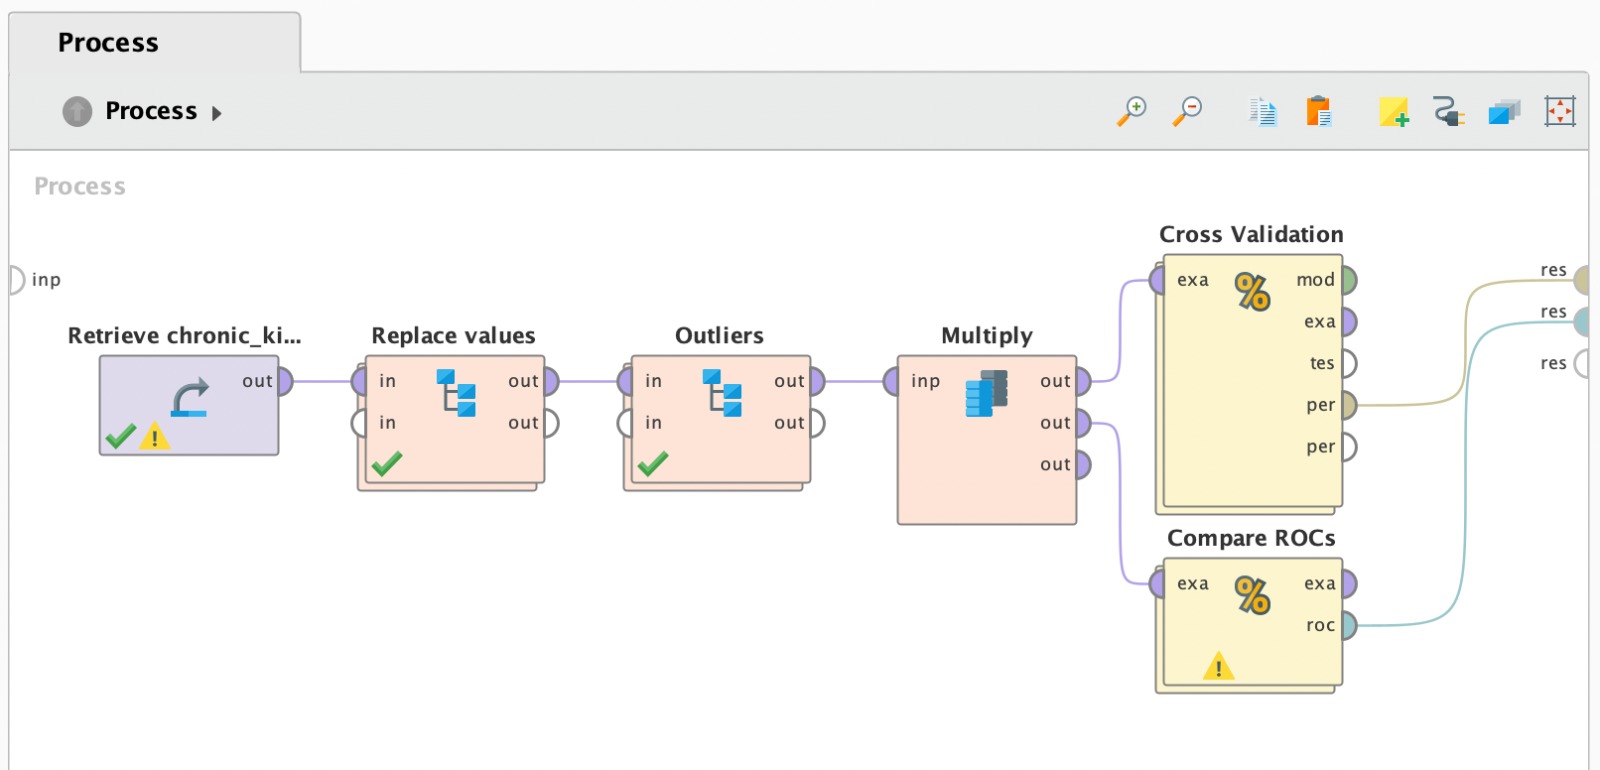 Process
Process
Process
inp
Retrieve chronic_ki...
out
Replace values
in
out
in
out
Outliers
in
out
in
out
Multiply
inp
out
out
out
Cross Validation
exa
%
mod
exa
tes
per
per
Compare ROCs
exa
%
exa
roc
!
!
res
res
res